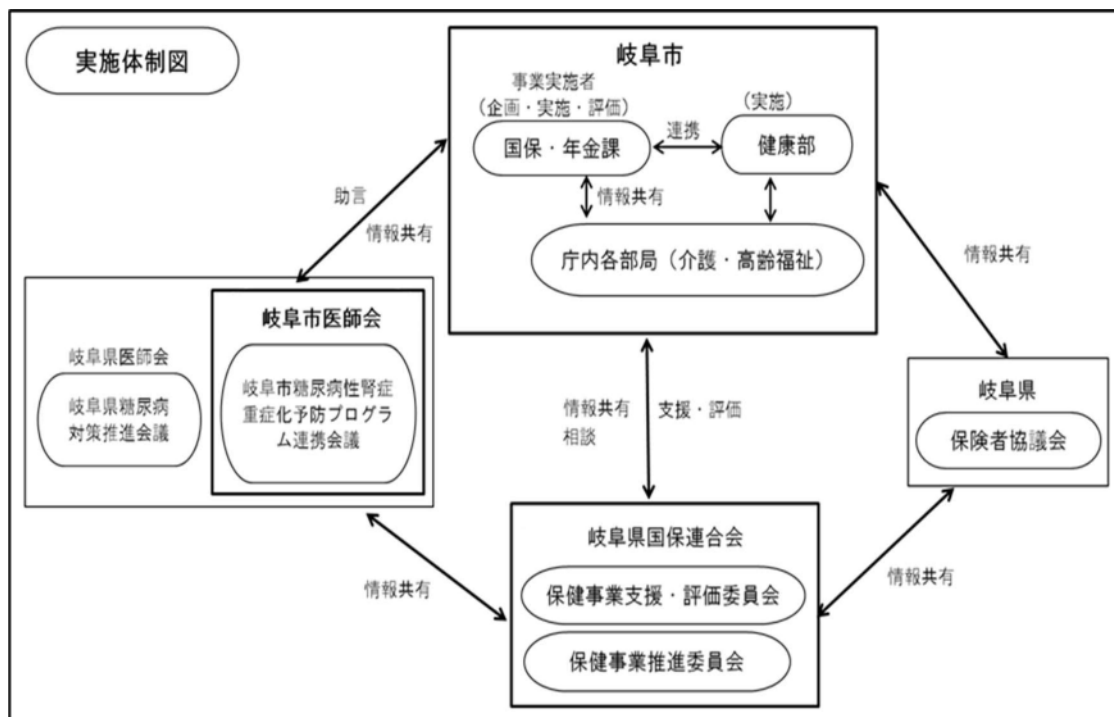 実施体制図
岐阜市
事業実施者
（企画・実施・評価）
（実施）
国保・年金課
連携
健康部
情報共有
庁内各部局（介護・高齢福祉）
助言
情報共有
情報共有
岐阜市医師会
岐阜県医師会
岐阜県糖尿病
対策推進会議
岐阜市糖尿病性腎症
重症化予防プログラ
ム連携会議
情報共有
相談
支援・評価
岐阜県
保険者協議会
岐阜県国保連合会
保健事業支援・評価委員会
保健事業推進委員会
情報共有
情報共有